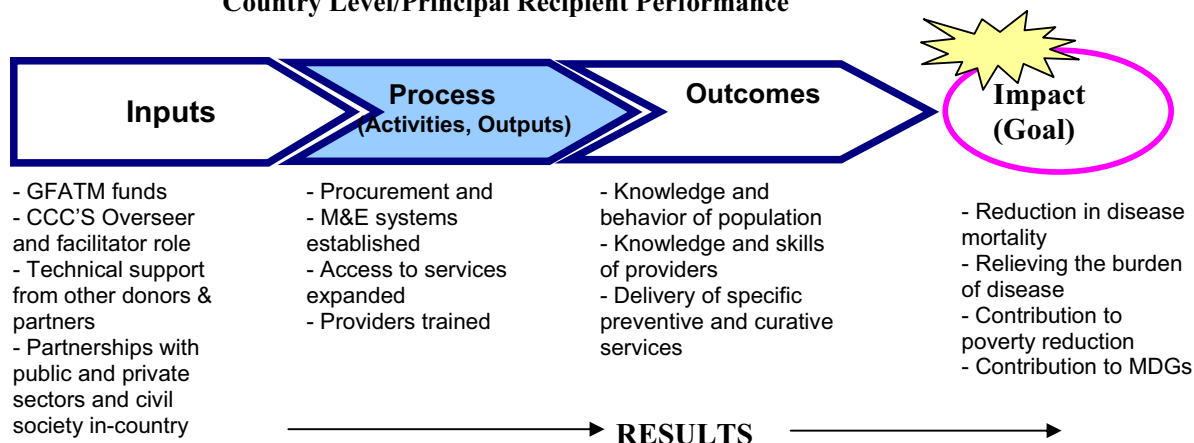 Country Level/Principal Recipient Performance
Inputs
Process
(Activities, Outputs)
Outcomes
Impact
(Goal)
- GFATM funds
- CCC'S Overseer
and facilitator role
- Technical support
from other donors &
partners
- Partnerships with
public and private
sectors and civil
society in-country
- Procurement and
- M&E systems
established
- Access to services
expanded
- Providers trained
- Knowledge and
behavior of population
- Knowledge and skills
of providers
- Delivery of specific
preventive and curative
services
- Reduction in disease
mortality
- Relieving the burden
of disease
- Contribution to
poverty reduction
- Contribution to MDGs
RESULTS